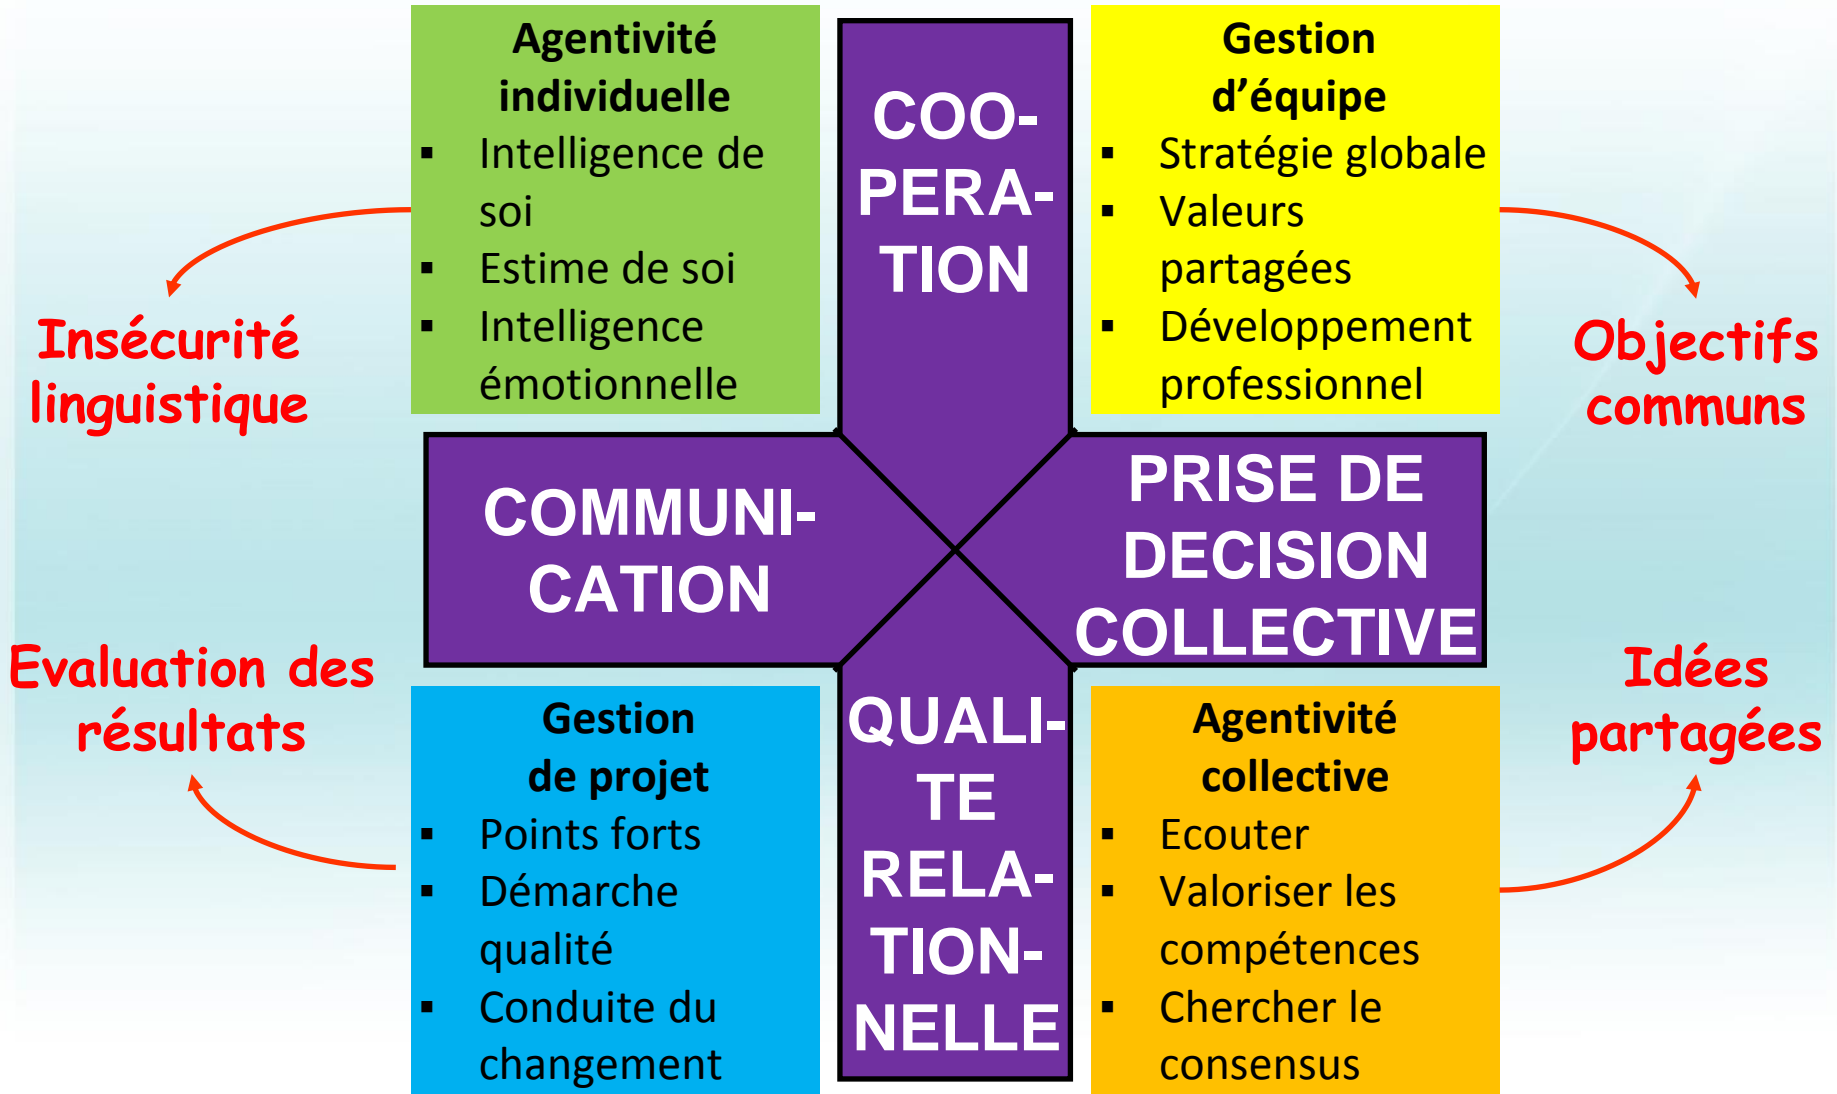 Agentivité
individuelle
▪ Intelligence de
soi
▪ Estime de soi
▪ Intelligence
émotionnelle
COO-
PERA-
TION
Gestion
d’équipe
▪ Stratégie globale
▪ Valeurs
partagées
▪ Développement
professionnel
Insécurité
linguistique
Objectifs
communs
COMMUNI-
CATION
PRISE DE
DECISION
COLLECTIVE
Evaluation des
résultats
Gestion
de projet
▪ Points forts
▪ Démarche
qualité
▪ Conduite du
changement
QUALI-
TE
RELA-
TION-
NELLE
Agentivité
collective
▪ Ecouter
▪ Valoriser les
compétences
▪ Chercher le
consensus
Idées
partagées